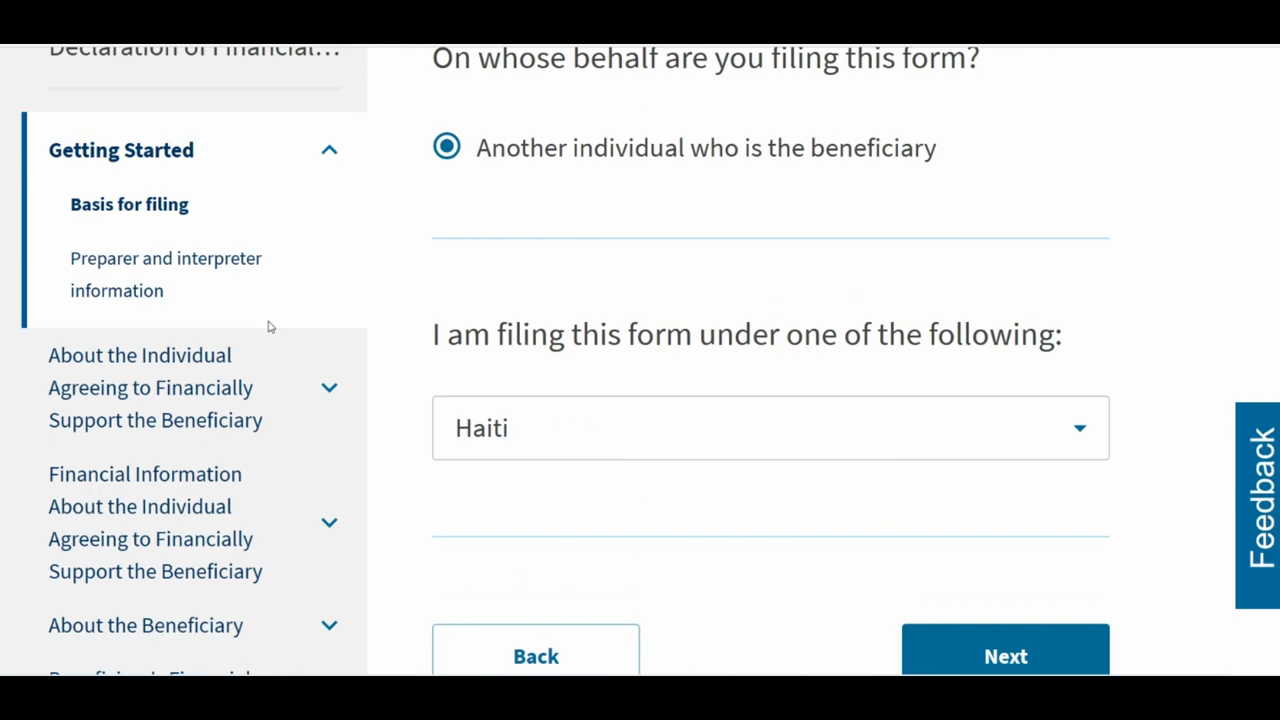 Declaration of Financial...
Getting Started
Basis for filing
Preparer and interpreter
information
About the Individual
Agreeing to Financially
Support the Beneficiary
Financial Information
About the Individual
Agreeing to Financially
Support the Beneficiary
About the Beneficiary
On whose behalf are you filing this form?
Another individual who is the beneficiary
I am filing this form under one of the following:
Haiti
Back
Next
Feedback